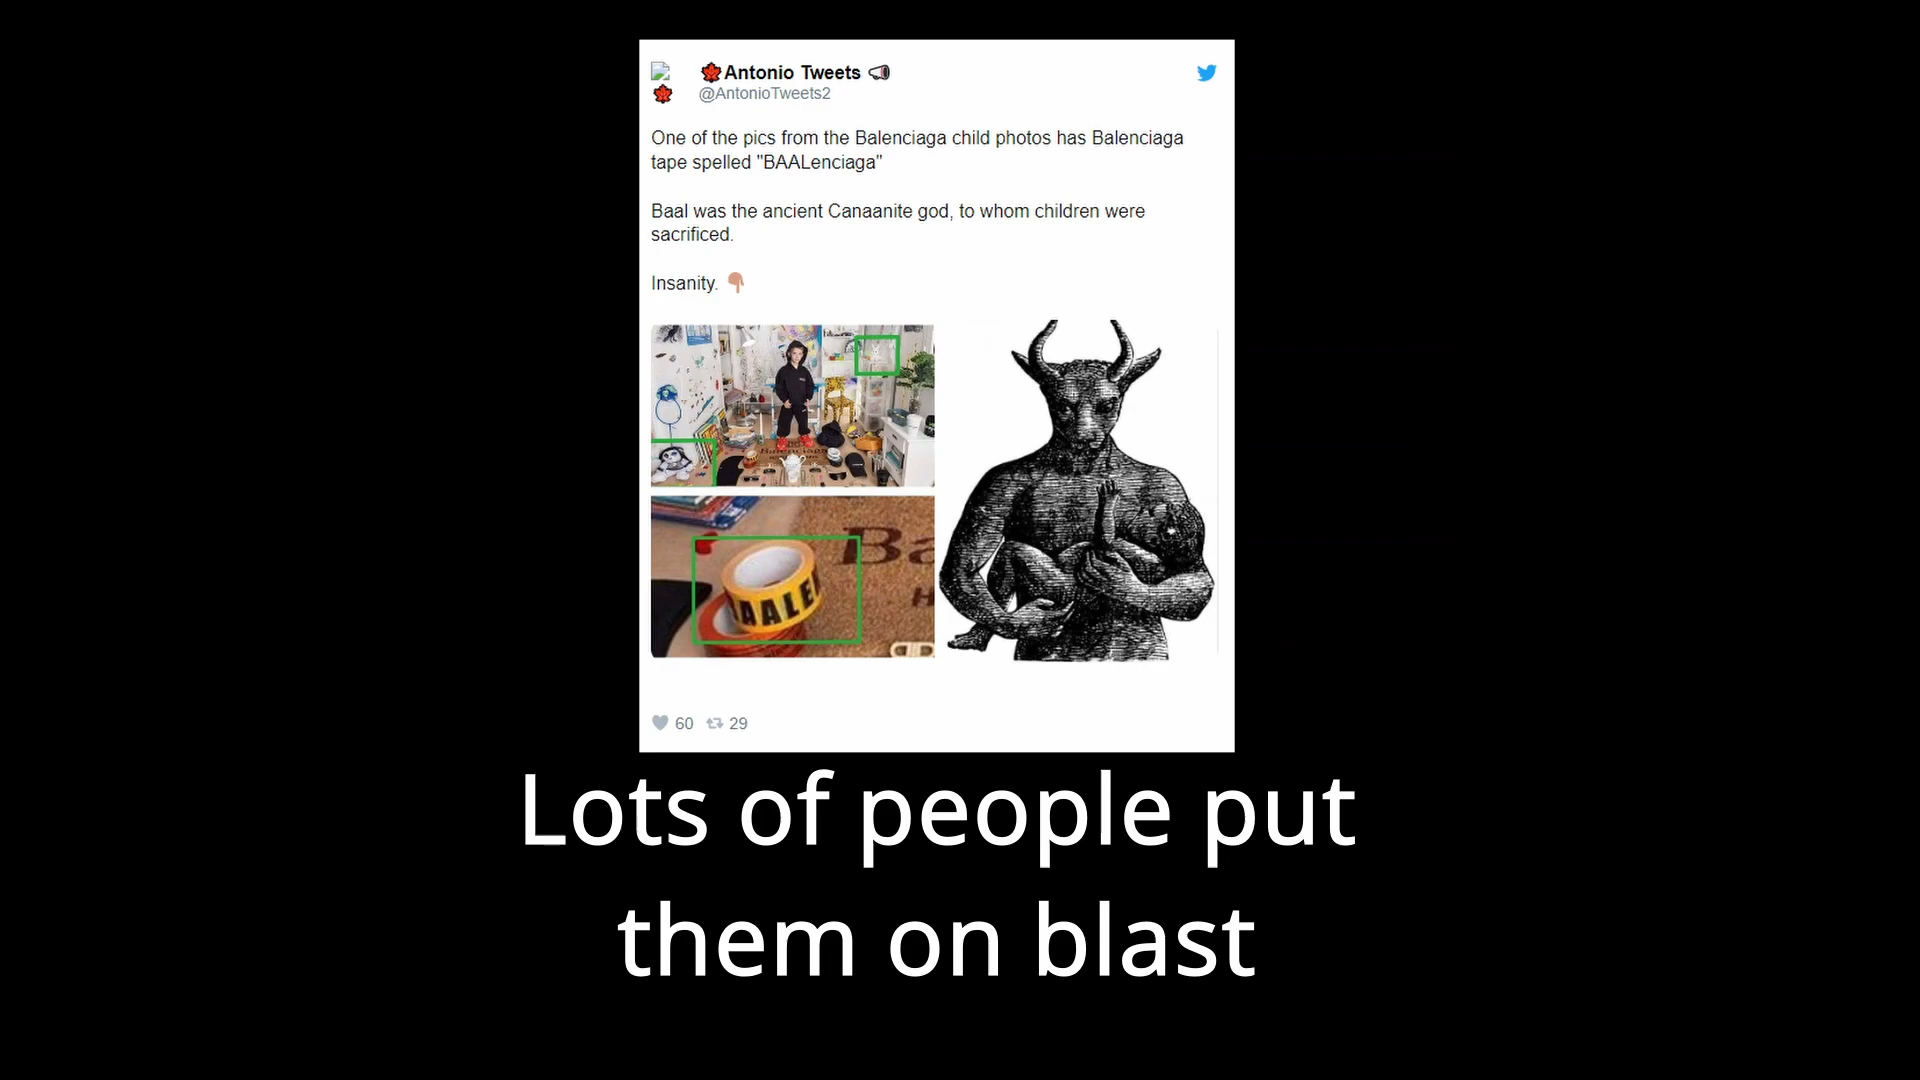 Antonio Tweets
@AntonioTweets2
One of the pics from the Balenciaga child photos has Balenciaga
tape spelled "BAALenciaga"
Baal was the ancient Canaanite god, to whom children were
sacrificed.
Insanity.
Balenciaga
Ba
H
AALE
60 29
Lots of people put
them on blast